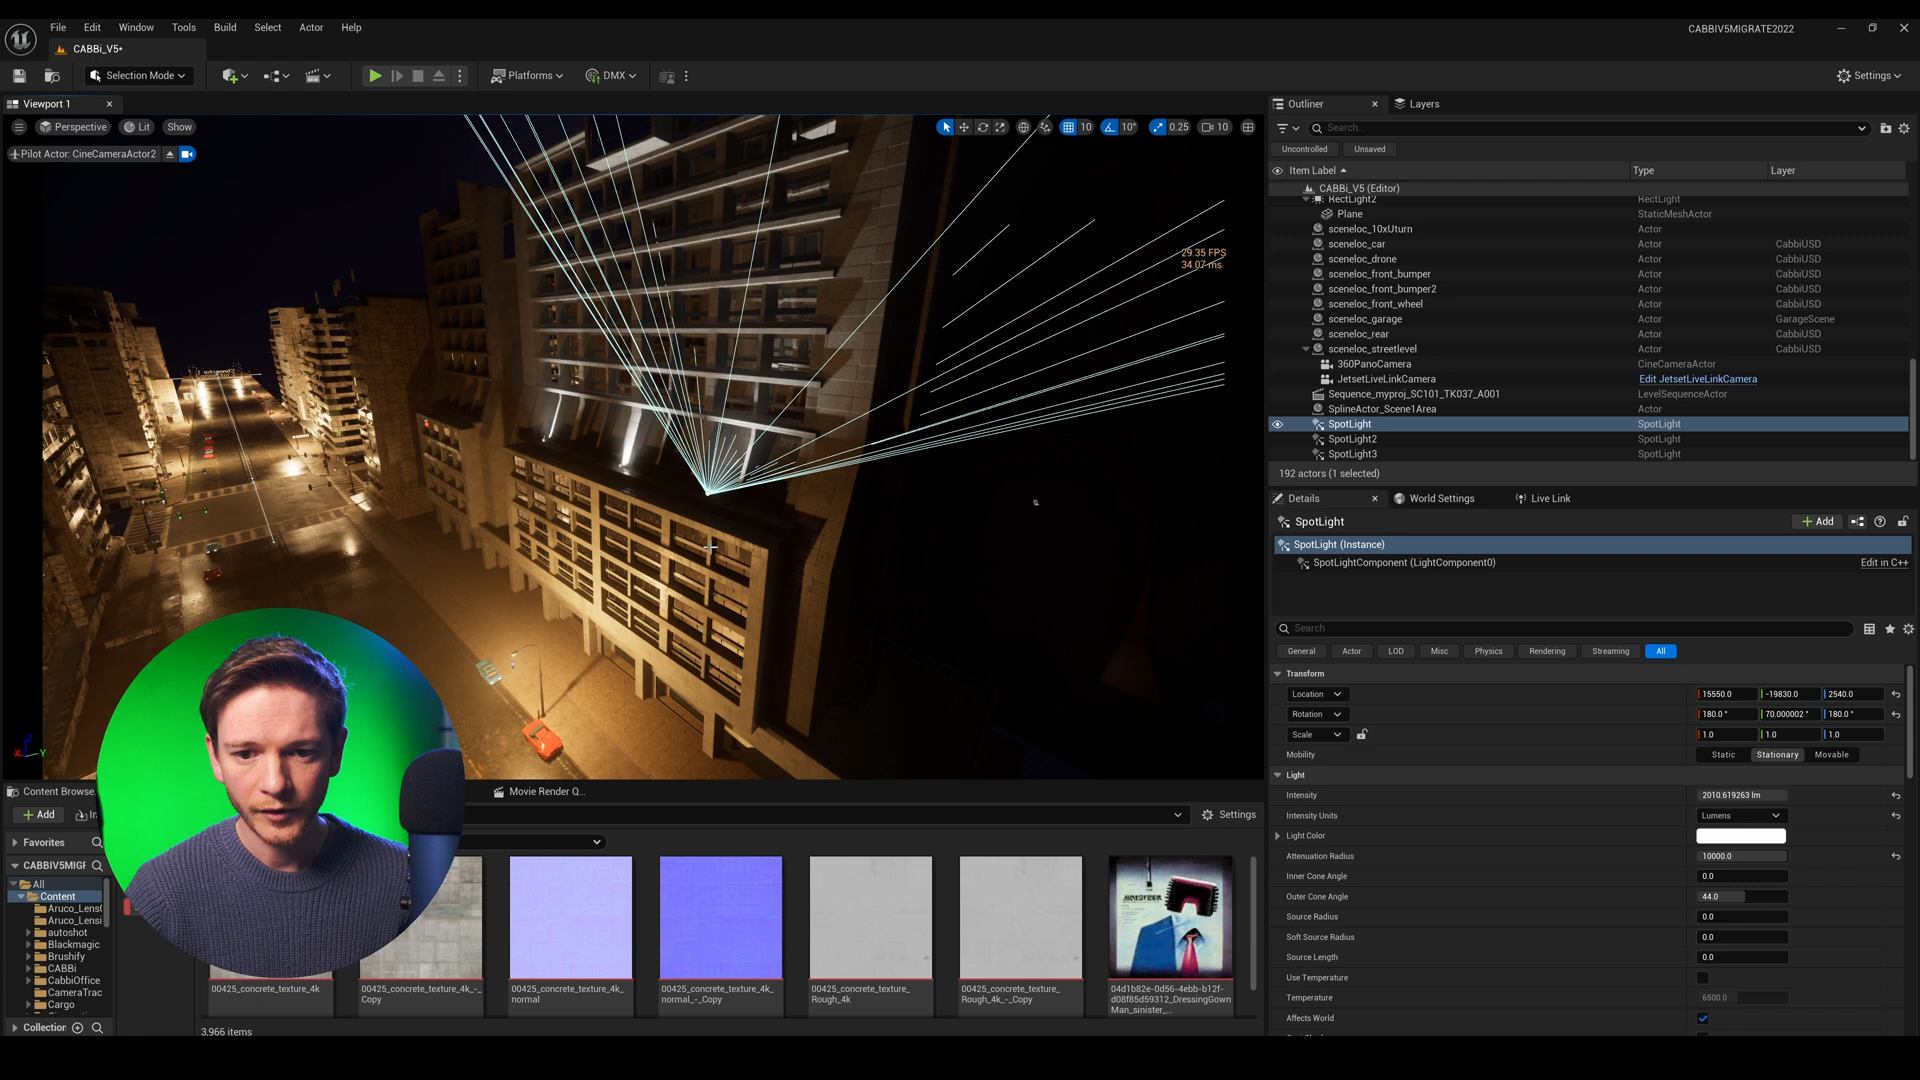 File Edit Window Tools Build Select Actor Help
CABBIV5MIGRATE2022
CABBi_V5*
Selection Mode
Platforms
DMX
Settings
Viewport 1
Perspective
Lit
Show
10
10°
0.25
10
Pilot Actor: CineCameraActor2
29.35 FPS
34.07 ms
Outliner
Layers
Search...
Uncontrolled
Unsaved
Item Label Type Layer
CABBi_V5 (Editor)
RectLight2 RectLight
Plane StaticMeshActor
sceneloc_10xUturn Actor
sceneloc_car Actor CabbiUSD
sceneloc_drone Actor CabbiUSD
sceneloc_front_bumper Actor CabbiUSD
sceneloc_front_bumper2 Actor CabbiUSD
sceneloc_front_wheel Actor CabbiUSD
sceneloc_garage Actor GarageScene
sceneloc_rear Actor CabbiUSD
sceneloc_streetlevel Actor CabbiUSD
360PanoCamera CineCameraActor
JetsetLiveLinkCamera Edit JetsetLiveLinkCamera
Sequence_myproj_SC101_TK037_A001 LevelSequenceActor
SplineActor_Scene1Area Actor
SpotLight SpotLight
SpotLight2 SpotLight
SpotLight3 SpotLight
192 actors (1 selected)
Details
World Settings
Live Link
SpotLight
Add
SpotLight (Instance)
SpotLightComponent (LightComponent0) Edit in C++
Search
General Actor LOD Misc Physics Rendering Streaming All
Transform
Location 15550.0 -19830.0 2540.0
Rotation 180.0° 70.000002° 180.0°
Scale 1.0 1.0 1.0
Mobility Static Stationary Movable
Light
Intensity 2010.619263 lm
Intensity Units Lumens
Light Color
Attenuation Radius 10000.0
Inner Cone Angle 0.0
Outer Cone Angle 44.0
Source Radius 0.0
Soft Source Radius 0.0
Source Length 0.0
Use Temperature
Temperature 6500.0
Affects World
Content Browse
Movie Render Q...
Add
Settings
Favorites
CABBIV5MIGF
All
Content
Aruco_Lens
Aruco_Lensi
autoshot
Blackmagic
Brushify
CABBi
CabbiOffice
CameraTrac
Cargo
Collection
00425_concrete_texture_4k
00425_concrete_texture_4k_-_
Copy
00425_concrete_texture_4k_
normal
00425_concrete_texture_4k_
normal_-_Copy
00425_concrete_texture_
Rough_4k
00425_concrete_texture_
Rough_4k_-_Copy
04d1b82e-0d56-4ebb-b12f-
d08f85d59312_DressingGown
Man_sinister_...
3,966 items